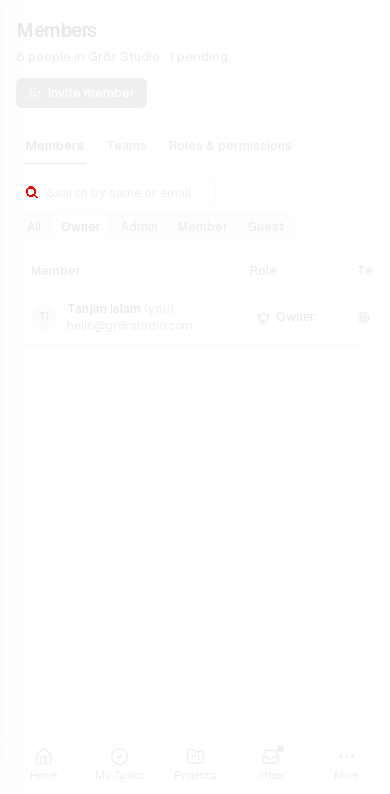 Members
8 people in Gr8r Studio · 1 pending
Invite member
Members Teams Roles & permissions
Search by name or email
All Owner Admin Member Guest
Member Role Te
TI Tanjim Islam (you) Owner
hello@gr8rstudio.com
Home My Tasks Projects Inbox More